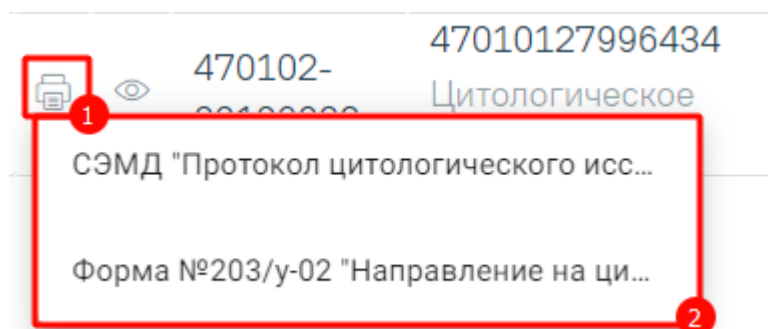 47010127996434
470102-
Цитологическое
1
СЭМД "Протокол цитологического исс...
Форма №203/у-02 "Направление на ци...
2